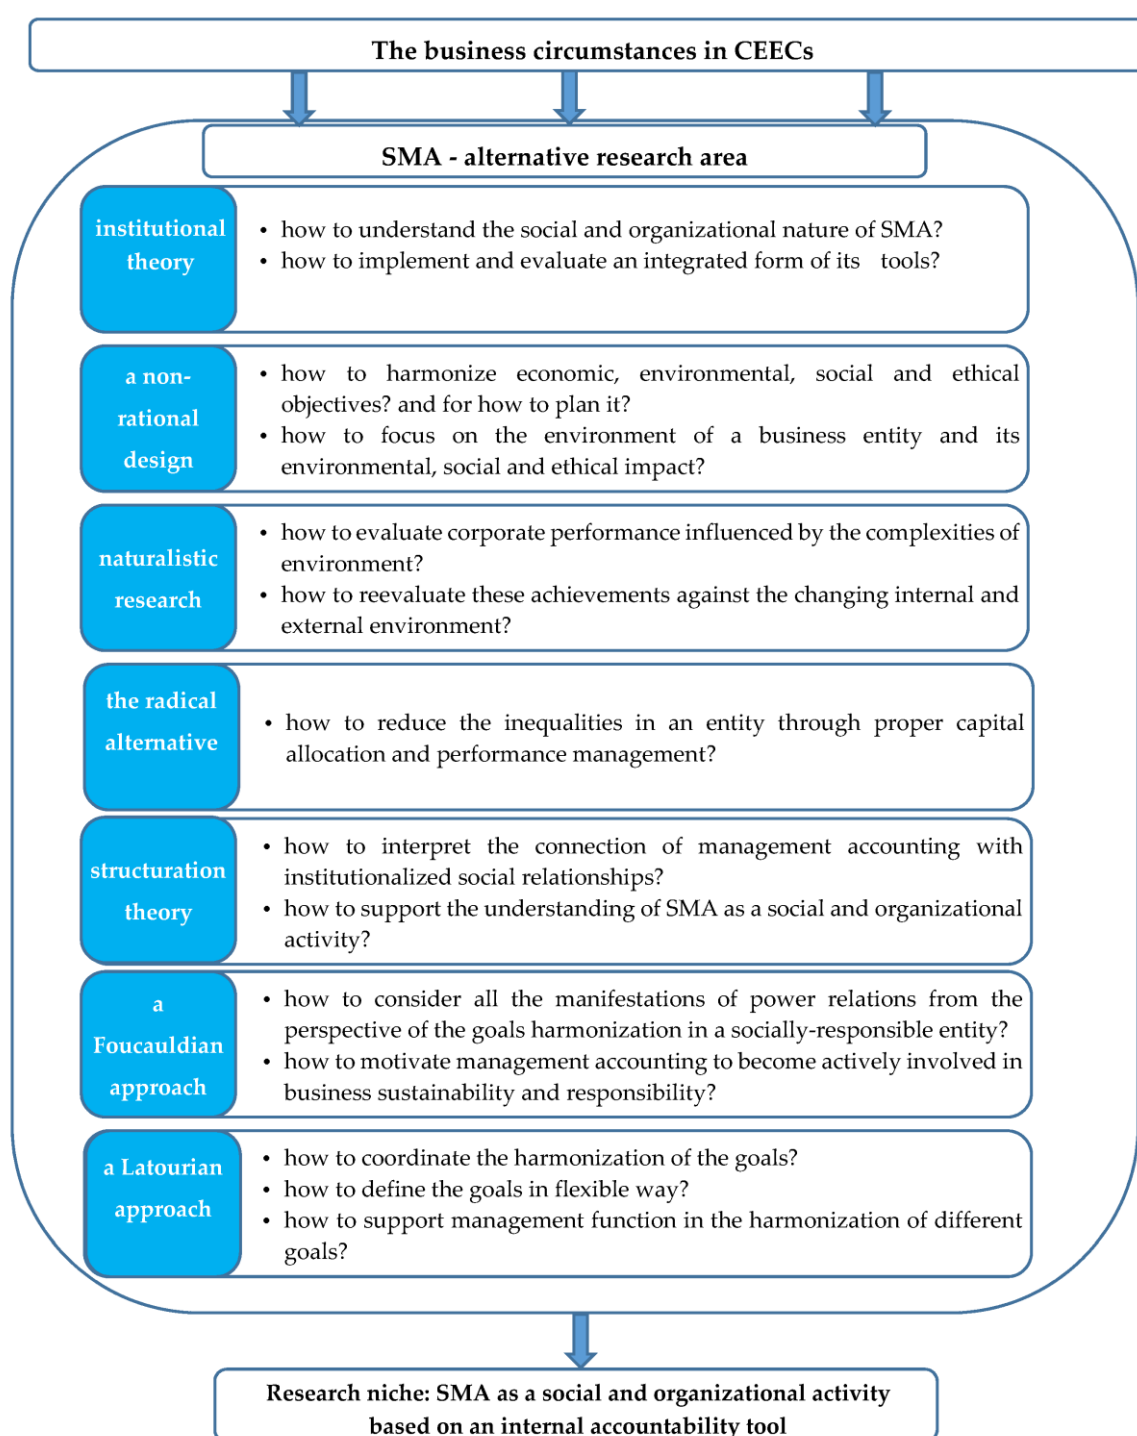 The business circumstances in CEECs
SMA - alternative research area
institutional
theory
• how to understand the social and organizational nature of SMA?
• how to implement and evaluate an integrated form of its tools?
a non-
rational
design
• how to harmonize economic, environmental, social and ethical
objectives? and for how to plan it?
• how to focus on the environment of a business entity and its
environmental, social and ethical impact?
naturalistic
research
• how to evaluate corporate performance influenced by the complexities of
environment?
• how to reevaluate these achievements against the changing internal and
external environment?
the radical
alternative
• how to reduce the inequalities in an entity through proper capital
allocation and performance management?
structuration
theory
• how to interpret the connection of management accounting with
institutionalized social relationships?
• how to support the understanding of SMA as a social and organizational
activity?
a
Foucauldian
approach
• how to consider all the manifestations of power relations from the
perspective of the goals harmonization in a socially-responsible entity?
• how to motivate management accounting to become actively involved in
business sustainability and responsibility?
a Latourian
approach
• how to coordinate the harmonization of the goals?
• how to define the goals in flexible way?
• how to support management function in the harmonization of different
goals?
Research niche: SMA as a social and organizational activity
based on an internal accountability tool